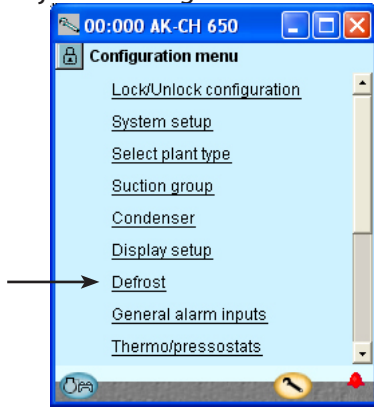 00:000 AK-CH 650
Configuration menu
Lock/Unlock configuration
System setup
Select plant type
Suction group
Condenser
Display setup
Defrost
General alarm inputs
Thermo/pressostats